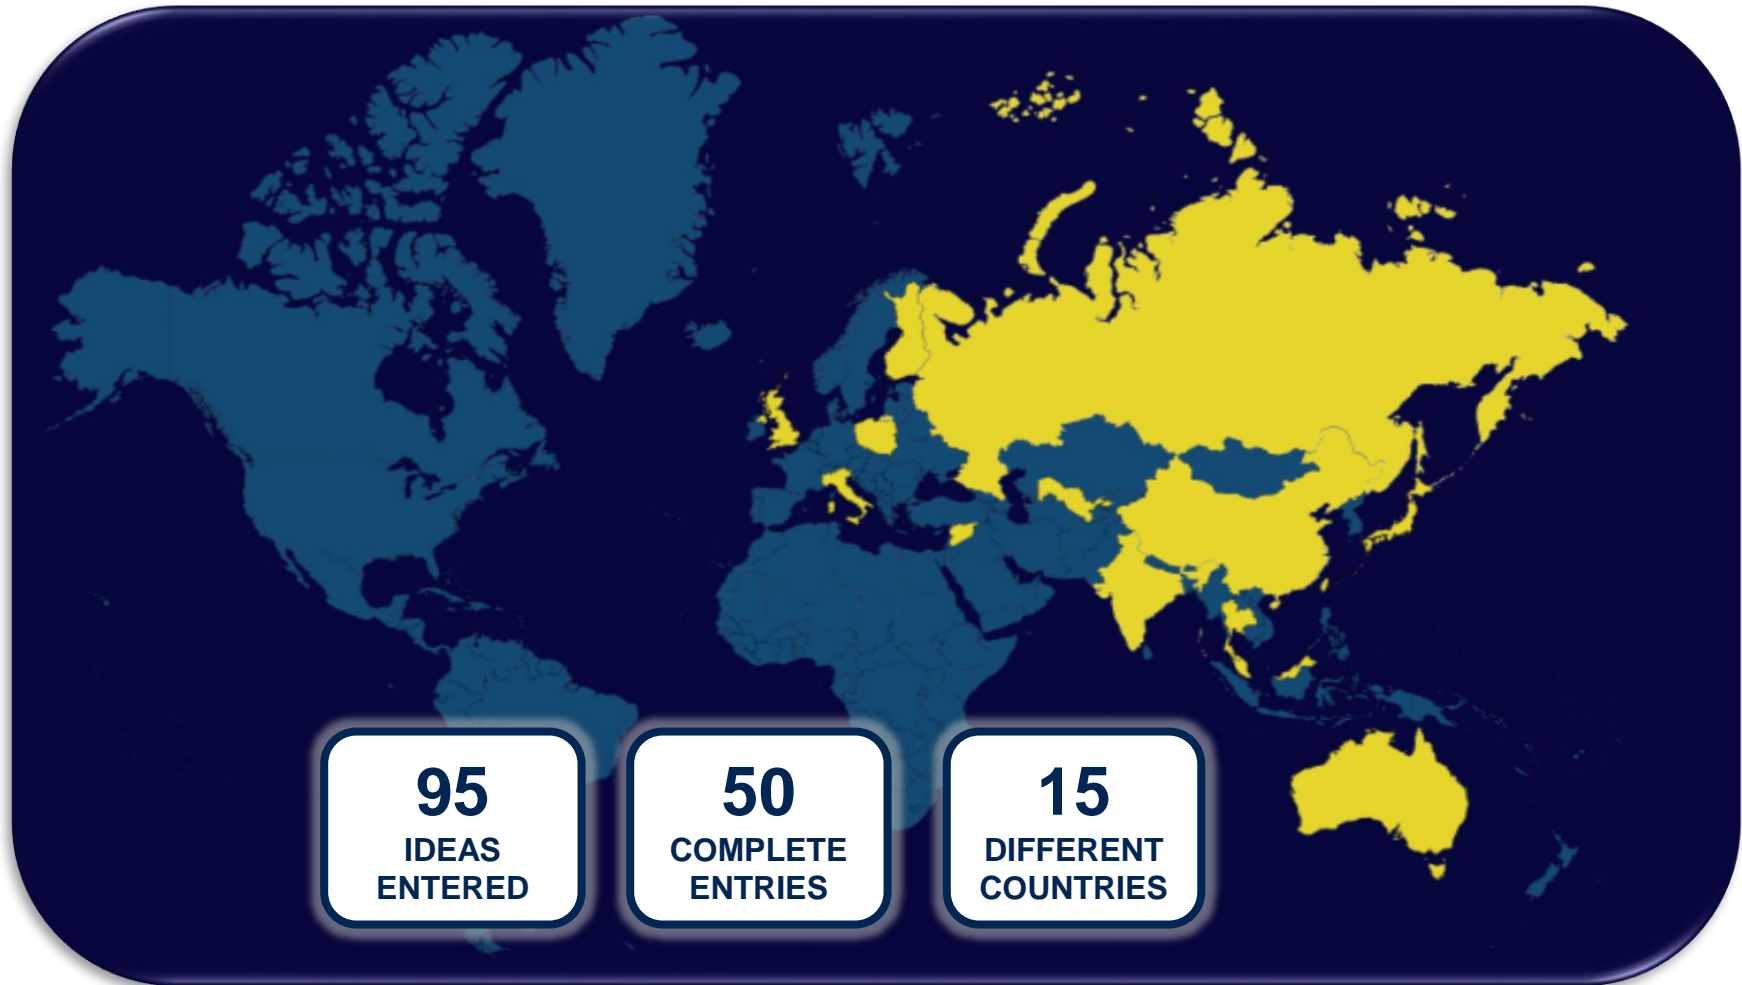 95
IDEAS
ENTERED
50
COMPLETE
ENTRIES
15
DIFFERENT
COUNTRIES